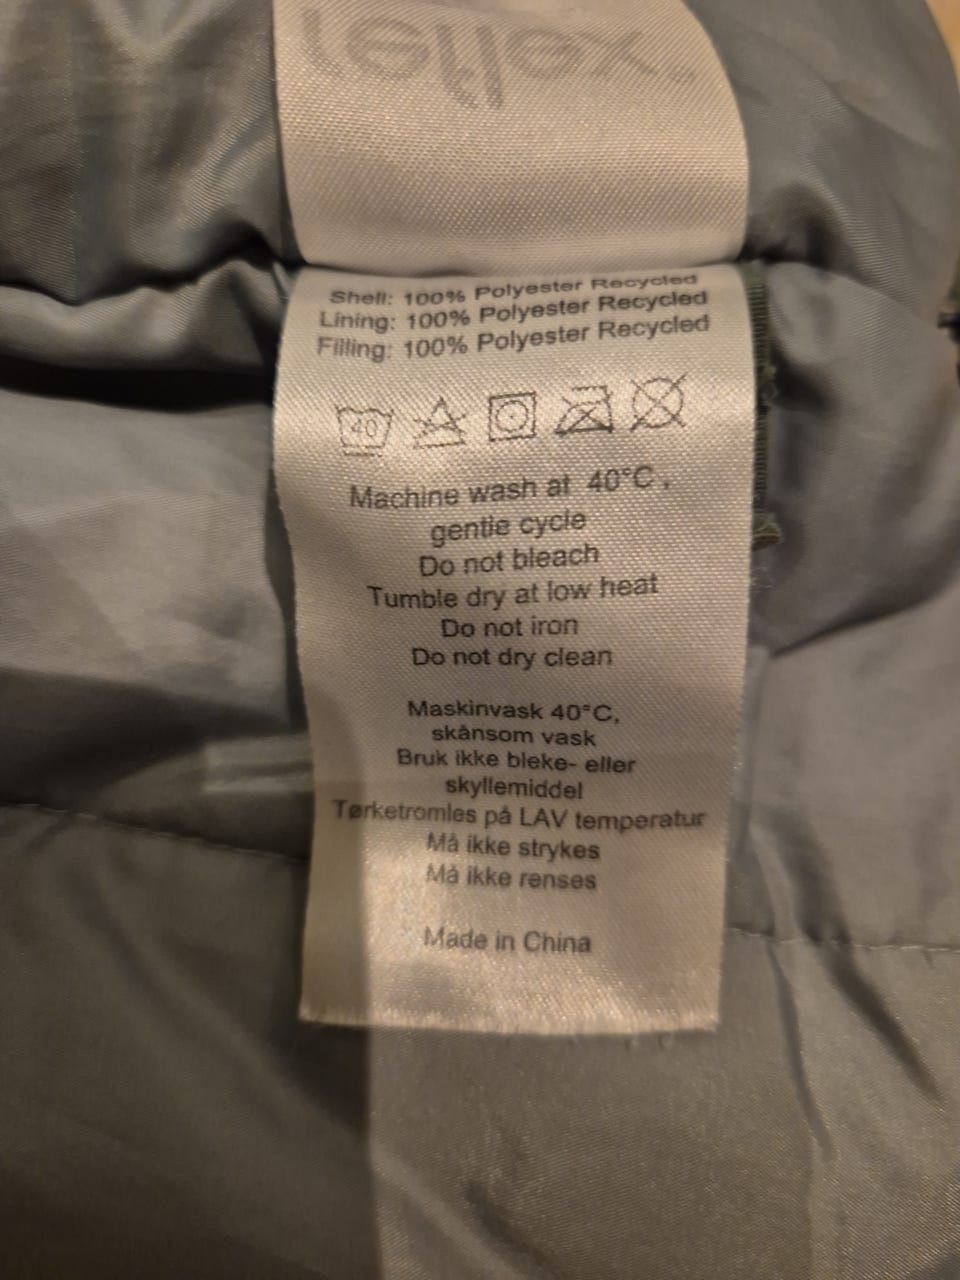 reflex®
Shell: 100% Polyester Recycled
Lining: 100% Polyester Recycled
Filling: 100% Polyester Recycled
40
Machine wash at 40°C ,
gentle cycle
Do not bleach
Tumble dry at low heat
Do not iron
Do not dry clean
Maskinvask 40°C,
skånsom vask
Bruk ikke bleke- eller
skyllemiddel
Tørketromles på LAV temperatur
Må ikke strykes
Må ikke renses
Made in China